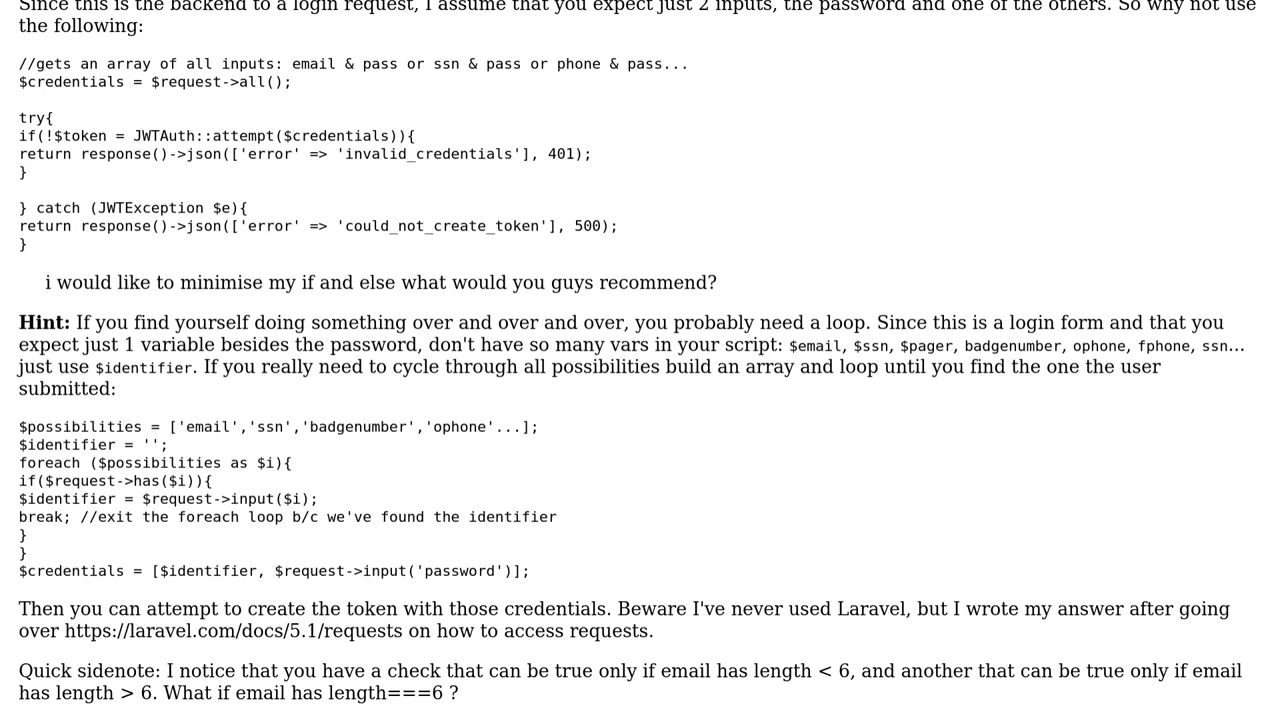 Since this is the backend to a login request, I assume that you expect just 2 inputs, the password and one of the others. So why not use
the following:
//gets an array of all inputs: email & pass or ssn & pass or phone & pass...
$credentials = $request->all();
try{
if(!$token = JWTAuth::attempt($credentials)){
return response()->json(['error' => 'invalid_credentials'], 401);
}
} catch (JWTException $e){
return response()->json(['error' => 'could_not_create_token'], 500);
}
i would like to minimise my if and else what would you guys recommend?
Hint: If you find yourself doing something over and over and over, you probably need a loop. Since this is a login form and that you
expect just 1 variable besides the password, don't have so many vars in your script: $email, $ssn, $pager, badgenumber, ophone, fphone, ssn...
just use $identifier. If you really need to cycle through all possibilities build an array and loop until you find the one the user
submitted:
$possibilities = ['email','ssn','badgenumber','ophone'...];
$identifier = '';
foreach ($possibilities as $i){
if($request->has($i)){
$identifier = $request->input($i);
break; //exit the foreach loop b/c we've found the identifier
}
}
$credentials = [$identifier, $request->input('password')];
Then you can attempt to create the token with those credentials. Beware I've never used Laravel, but I wrote my answer after going
over https://laravel.com/docs/5.1/requests on how to access requests.
Quick sidenote: I notice that you have a check that can be true only if email has length < 6, and another that can be true only if email
has length > 6. What if email has length===6 ?